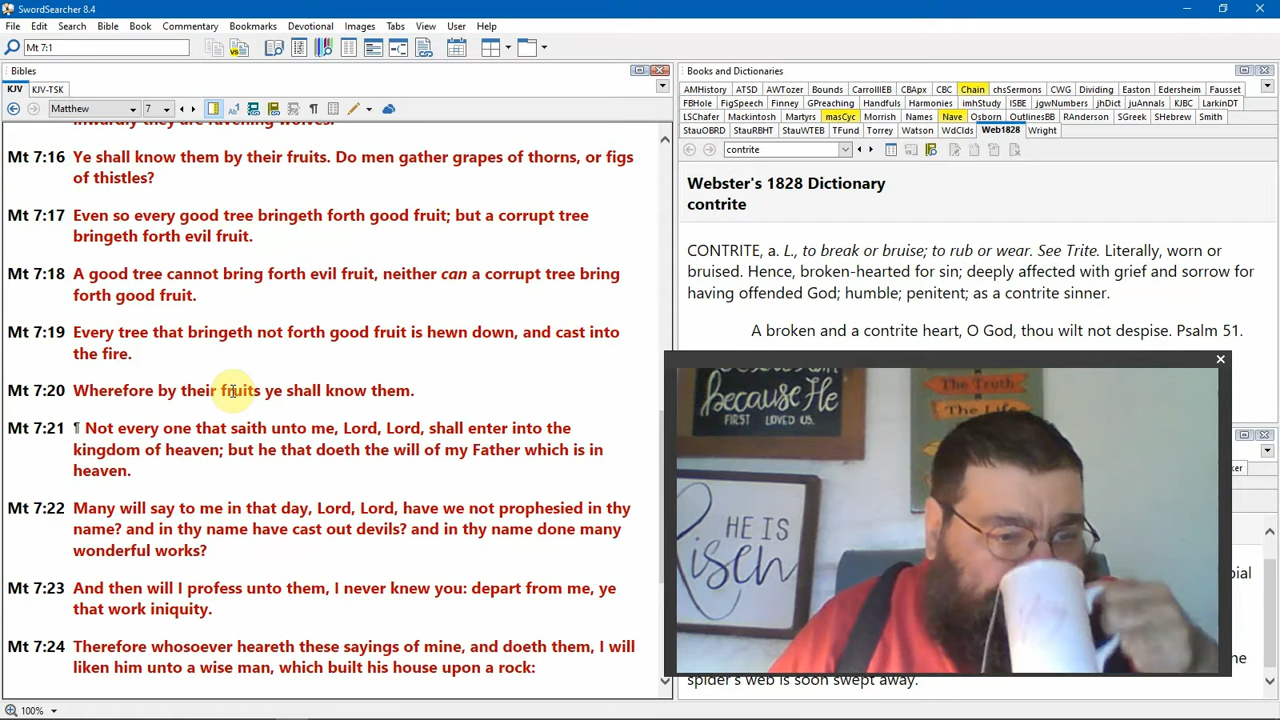 SwordSearcher 8.4
File Edit Search Bible Book Commentary Bookmarks Devotional Images Tabs View User Help
Mt 7:1
Bibles
KJV KJV-TSK
Matthew 7
inwardly they are ravening wolves.
Mt 7:16 Ye shall know them by their fruits. Do men gather grapes of thorns, or figs
of thistles?
Mt 7:17 Even so every good tree bringeth forth good fruit; but a corrupt tree
bringeth forth evil fruit.
Mt 7:18 A good tree cannot bring forth evil fruit, neither can a corrupt tree bring
forth good fruit.
Mt 7:19 Every tree that bringeth not forth good fruit is hewn down, and cast into
the fire.
Mt 7:20 Wherefore by their fruits ye shall know them.
Mt 7:21 ¶ Not every one that saith unto me, Lord, Lord, shall enter into the
kingdom of heaven; but he that doeth the will of my Father which is in
heaven.
Mt 7:22 Many will say to me in that day, Lord, Lord, have we not prophesied in thy
name? and in thy name have cast out devils? and in thy name done many
wonderful works?
Mt 7:23 And then will I profess unto them, I never knew you: depart from me, ye
that work iniquity.
Mt 7:24 Therefore whosoever heareth these sayings of mine, and doeth them, I will
liken him unto a wise man, which built his house upon a rock:
100%
Books and Dictionaries
AMHistory ATSD AWTozer Bounds CarrollIEB CBApx CBC Chain chsSermons CWG Dividing Easton Edersheim Fausset
FBHole FigSpeech Finney GPreaching Handfuls Harmonies imhStudy ISBE jgwNumbers jhDict juAnnals KJBC LarkinDT
LSChafer Mackintosh Martyrs masCyc Morrish Names Nave Osborn OutlinesBB RAnderson SGreek SHebrew Smith
StauOBRD StauRBHT StauWTEB TFund Torrey Watson WdClds Web1828 Wright
contrite
Webster's 1828 Dictionary
contrite
CONTRITE, a. L., to break or bruise; to rub or wear. See Trite. Literally, worn or
bruised. Hence, broken-hearted for sin; deeply affected with grief and sorrow for
having offended God; humble; penitent; as a contrite sinner.
A broken and a contrite heart, O God, thou wilt not despise. Psalm 51.
because He
FIRST LOVED US.
The Truth
The Life
HE IS
Risen
spider's web is soon swept away.